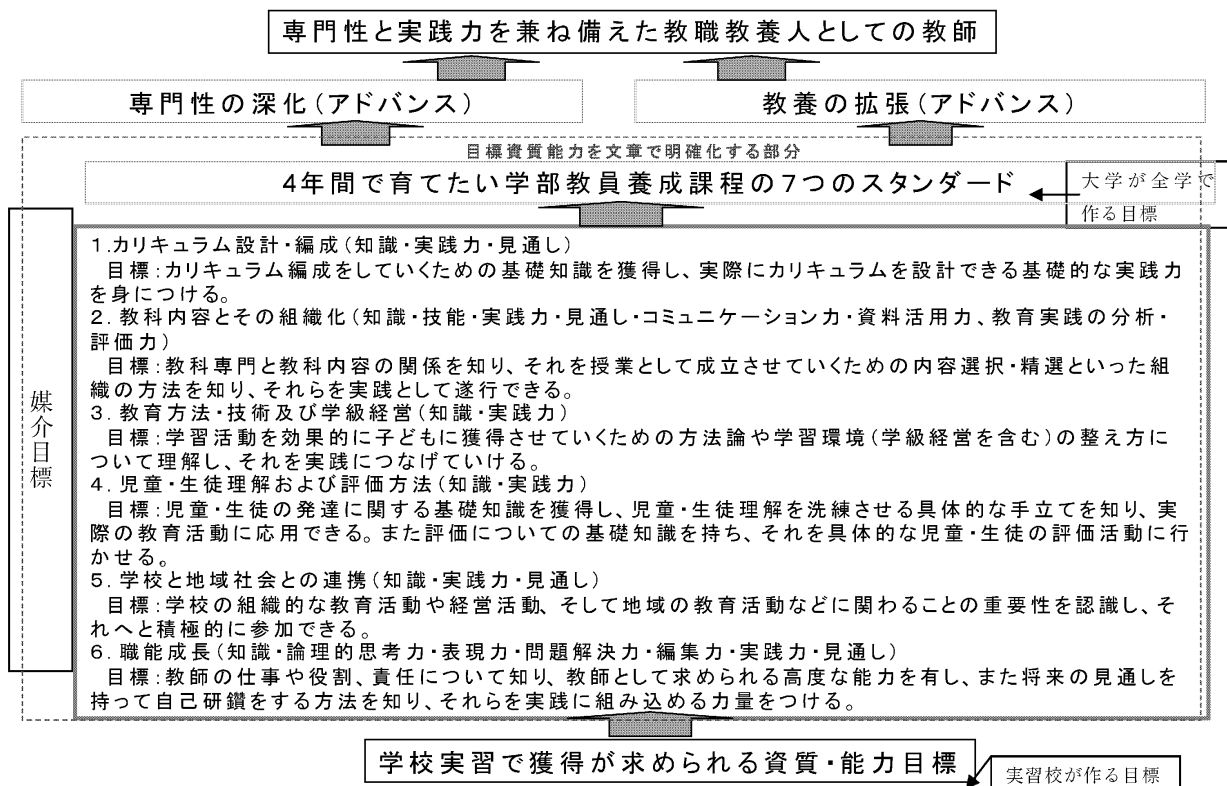 専門性と実践力を兼ね備えた教職教養人としての教師
専門性の深化(アドバンス)
教養の拡張(アドバンス)
目標資質能力を文章で明確化する部分
4年間で育てたい学部教員養成課程の7つのスタンダード
大学が全学で
作る目標
媒介目標
1.カリキュラム設計・編成(知識・実践力・見通し)
目標:カリキュラム編成をしていくための基礎知識を獲得し、実際にカリキュラムを設計できる基礎的な実践力
を身につける。
2. 教科内容とその組織化(知識・技能・実践力・見通し・コミュニケーション力・資料活用力、教育実践の分析・
評価力)
目標:教科専門と教科内容の関係を知り、それを授業として成立させていくための内容選択・精選といった組
織の方法を知り、それらを実践として遂行できる。
3. 教育方法・技術及び学級経営(知識・実践力)
目標:学習活動を効果的に子どもに獲得させていくための方法論や学習環境(学級経営を含む)の整え方に
ついて理解し、それを実践につなげていける。
4. 児童・生徒理解および評価方法(知識・実践力)
目標:児童・生徒の発達に関する基礎知識を獲得し、児童・生徒理解を洗練させる具体的な手立てを知り、実
際の教育活動に応用できる。また評価についての基礎知識を持ち、それを具体的な児童・生徒の評価活動に行
かせる。
5. 学校と地域社会との連携(知識・実践力・見通し)
目標:学校の組織的な教育活動や経営活動、そして地域の教育活動などに関わることの重要性を認識し、そ
れへと積極的に参加できる。
6. 職能成長(知識・論理的思考力・表現力・問題解決力・編集力・実践力・見通し)
目標:教師の仕事や役割、責任について知り、教師として求められる高度な能力を有し、また将来の見通しを
持って自己研鑽をする方法を知り、それらを実践に組み込める力量をつける。
学校実習で獲得が求められる資質・能力目標
実習校が作る目標